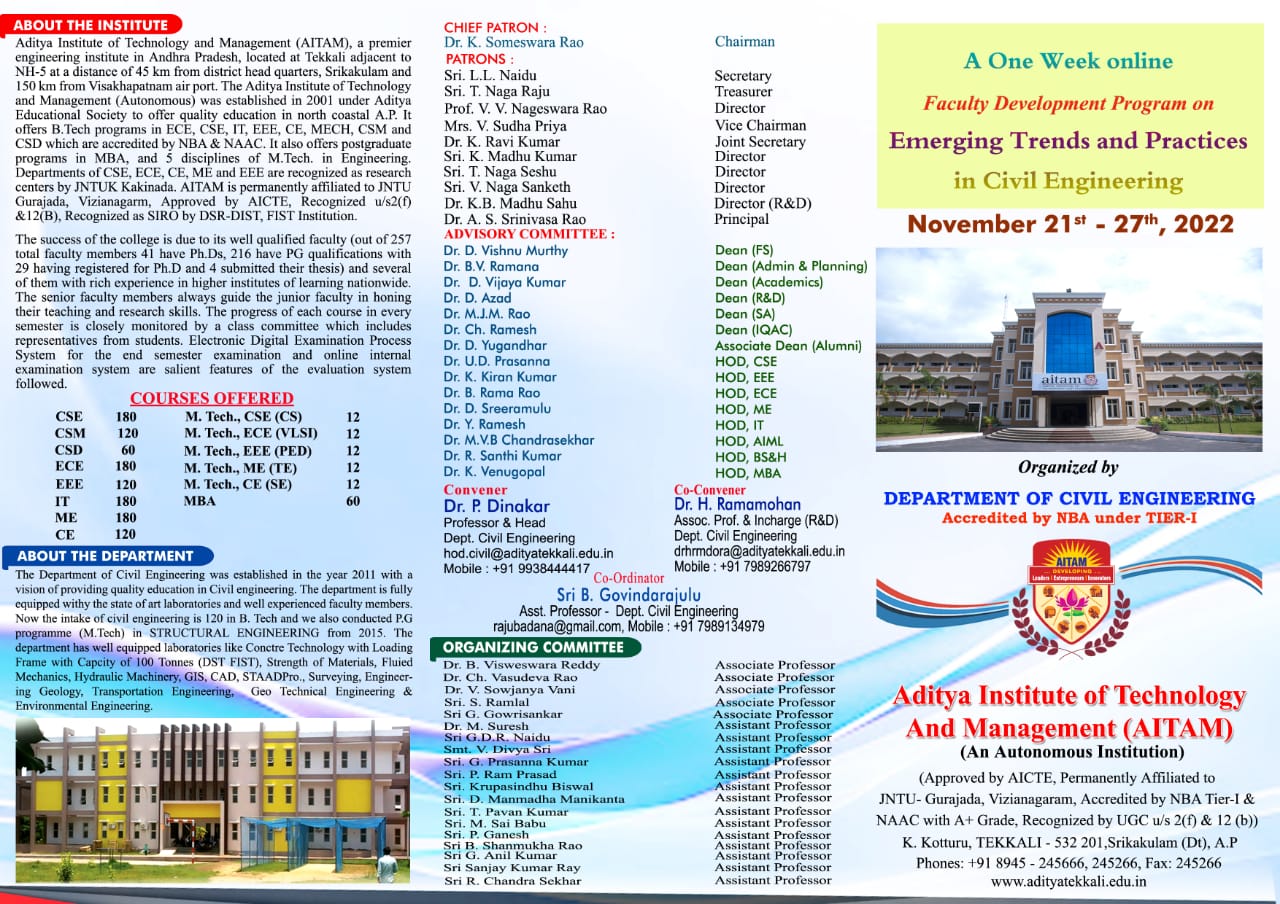 ABOUT THE INSTITUTE
Aditya Institute of Technology and Management (AITAM), a premier
engineering institute in Andhra Pradesh, located at Tekkali adjacent to
NH-5 at a distance of 45 km from district head quarters, Srikakulam and
150 km from Visakhapatnam air port. The Aditya Institute of Technology
and Management (Autonomous) was established in 2001 under Aditya
Educational Society to offer quality education in north coastal A.P. It
offers B.Tech programs in ECE, CSE, IT, EEE, CE, MECH, CSM and
CSD which are accredited by NBA & NAAC. It also offers postgraduate
programs in MBA, and 5 disciplines of M.Tech. in Engineering.
Departments of CSE, ECE, CE, ME and EEE are recognized as research
centers by JNTUK Kakinada. AITAM is permanently affiliated to JNTU
Gurajada, Vizianagarm, Approved by AICTE, Recognized u/s2(f)
&12(B), Recognized as SIRO by DSR-DIST, FIST Institution.
The success of the college is due to its well qualified faculty (out of 257
total faculty members 41 have Ph.Ds, 216 have PG qualifications with
29 having registered for Ph.D and 4 submitted their thesis) and several
of them with rich experience in higher institutes of learning nationwide.
The senior faculty members always guide the junior faculty in honing
their teaching and research skills. The progress of each course in every
semester is closely monitored by a class committee which includes
representatives from students. Electronic Digital Examination Process
System for the end semester examination and online internal
examination system are salient features of the evaluation system
followed.
COURSES OFFERED
CSE 180 M. Tech., CSE (CS) 12
CSM 120 M. Tech., ECE (VLSI) 12
CSD 60 M. Tech., EEE (PED) 12
ECE 180 M. Tech., ME (TE) 12
EEE 120 M. Tech., CE (SE) 12
IT 180 MBA 60
ME 180
CE 120
ABOUT THE DEPARTMENT
The Department of Civil Engineering was established in the year 2011 with a
vision of providing quality education in Civil engineering. The department is fully
equipped withy the state of art laboratories and well experienced faculty members.
Now the intake of civil engineering is 120 in B. Tech and we also conducted P.G
programme (M.Tech) in STRUCTURAL ENGINEERING from 2015. The
department has well equipped laboratories like Conctre Technology with Loading
Frame with Capcity of 100 Tonnes (DST FIST), Strength of Materials, Fluied
Mechanics, Hydraulic Machinery, GIS, CAD, STAADPro., Surveying, Engineer-
ing Geology, Transportation Engineering, Geo Technical Engineering &
Environmental Engineering.
CHIEF PATRON :
Dr. K. Someswara Rao Chairman
PATRONS :
Sri. L.L. Naidu Secretary
Sri. T. Naga Raju Treasurer
Prof. V. V. Nageswara Rao Director
Mrs. V. Sudha Priya Vice Chairman
Dr. K. Ravi Kumar Joint Secretary
Sri. K. Madhu Kumar Director
Sri. T. Naga Seshu Director
Sri. V. Naga Sanketh Director
Dr. K.B. Madhu Sahu Director (R&D)
Dr. A. S. Srinivasa Rao Principal
ADVISORY COMMITTEE :
Dr. D. Vishnu Murthy Dean (FS)
Dr. B.V. Ramana Dean (Admin & Planning)
Dr. D. Vijaya Kumar Dean (Academics)
Dr. D. Azad Dean (R&D)
Dr. M.J.M. Rao Dean (SA)
Dr. Ch. Ramesh Dean (IQAC)
Dr. D. Yugandhar Associate Dean (Alumni)
Dr. U.D. Prasanna HOD, CSE
Dr. K. Kiran Kumar HOD, EEE
Dr. B. Rama Rao HOD, ECE
Dr. D. Sreeramulu HOD, ME
Dr. Y. Ramesh HOD, IT
Dr. M.V.B Chandrasekhar HOD, AIML
Dr. R. Santhi Kumar HOD, BS&H
Dr. K. Venugopal HOD, MBA
Convener
Dr. P. Dinakar
Professor & Head
Dept. Civil Engineering
hod.civil@adityatekkali.edu.in
Mobile : +91 9938444417
Co-Convener
Dr. H. Ramamohan
Assoc. Prof. & Incharge (R&D)
Dept. Civil Engineering
drhrmdora@adityatekkali.edu.in
Mobile : +91 7989266797
Co-Ordinator
Sri B. Govindarajulu
Asst. Professor - Dept. Civil Engineering
rajubadana@gmail.com, Mobile : +91 7989134979
ORGANIZING COMMITTEE
Dr. B. Visweswara Reddy Associate Professor
Dr. Ch. Vasudeva Rao Associate Professor
Dr. V. Sowjanya Vani Associate Professor
Sri. S. Ramlal Associate Professor
Sri G. Gowrisankar Associate Professor
Dr. M. Suresh Assistant Professor
Sri G.D.R. Naidu Assistant Professor
Smt. V. Divya Sri Assistant Professor
Sri. G. Prasanna Kumar Assistant Professor
Sri. P. Ram Prasad Assistant Professor
Sri. Krupasindhu Biswal Assistant Professor
Sri. D. Manmadha Manikanta Assistant Professor
Sri. T. Pavan Kumar Assistant Professor
Sri. M. Sai Babu Assistant Professor
Sri. P. Ganesh Assistant Professor
Sri B. Shanmukha Rao Assistant Professor
Sri G. Anil Kumar Assistant Professor
Sri Sanjay Kumar Ray Assistant Professor
Sri R. Chandra Sekhar Assistant Professor
A One Week online
Faculty Development Program on
Emerging Trends and Practices
in Civil Engineering
November 21st - 27th, 2022
aitam
Organized by
DEPARTMENT OF CIVIL ENGINEERING
Accredited by NBA under TIER-I
AITAM
... DEVELOPING ...
Leaders | Entrepreneurs | Innovators
Aditya Institute of Technology
And Management (AITAM)
(An Autonomous Institution)
(Approved by AICTE, Permanently Affiliated to
JNTU- Gurajada, Vizianagaram, Accredited by NBA Tier-I &
NAAC with A+ Grade, Recognized by UGC u/s 2(f) & 12 (b))
K. Kotturu, TEKKALI - 532 201,Srikakulam (Dt), A.P
Phones: +91 8945 - 245666, 245266, Fax: 245266
www.adityatekkali.edu.in